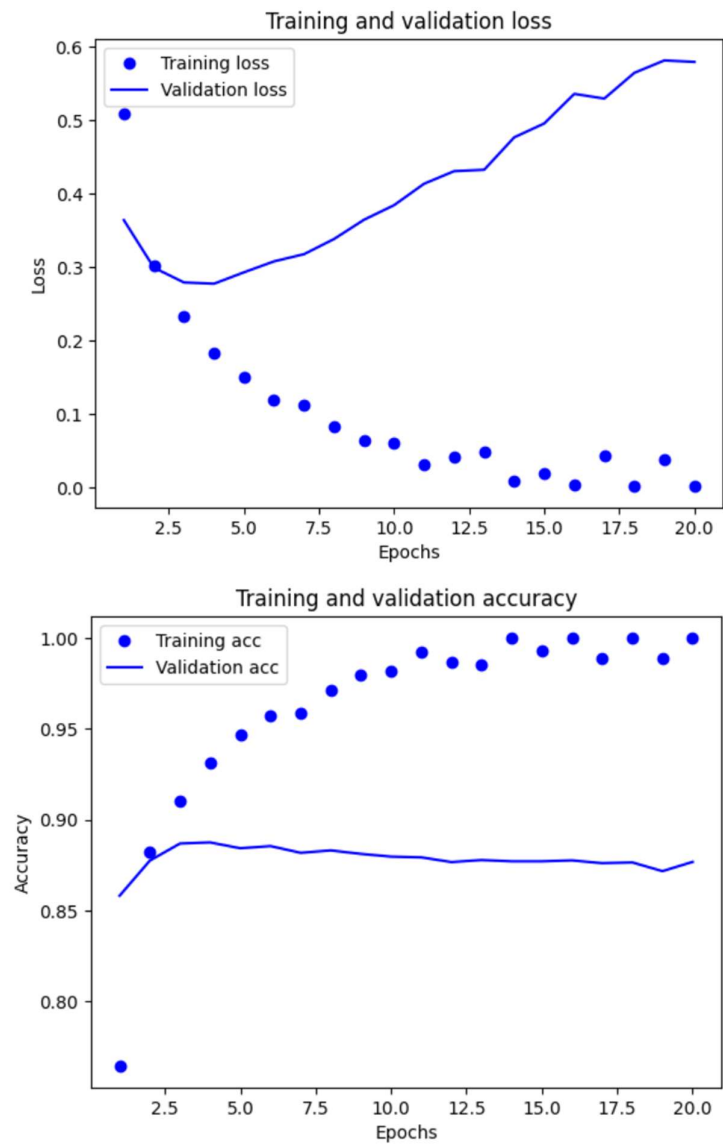 Training and validation loss
0.6
0.5
0.4
0.3
0.2
0.1
0.0
Loss
Training loss
Validation loss
2.5 5.0 7.5 10.0 12.5 15.0 17.5 20.0
Epochs
Training and validation accuracy
1.00
0.95
0.90
0.85
0.80
Accuracy
Training acc
Validation acc
2.5 5.0 7.5 10.0 12.5 15.0 17.5 20.0
Epochs